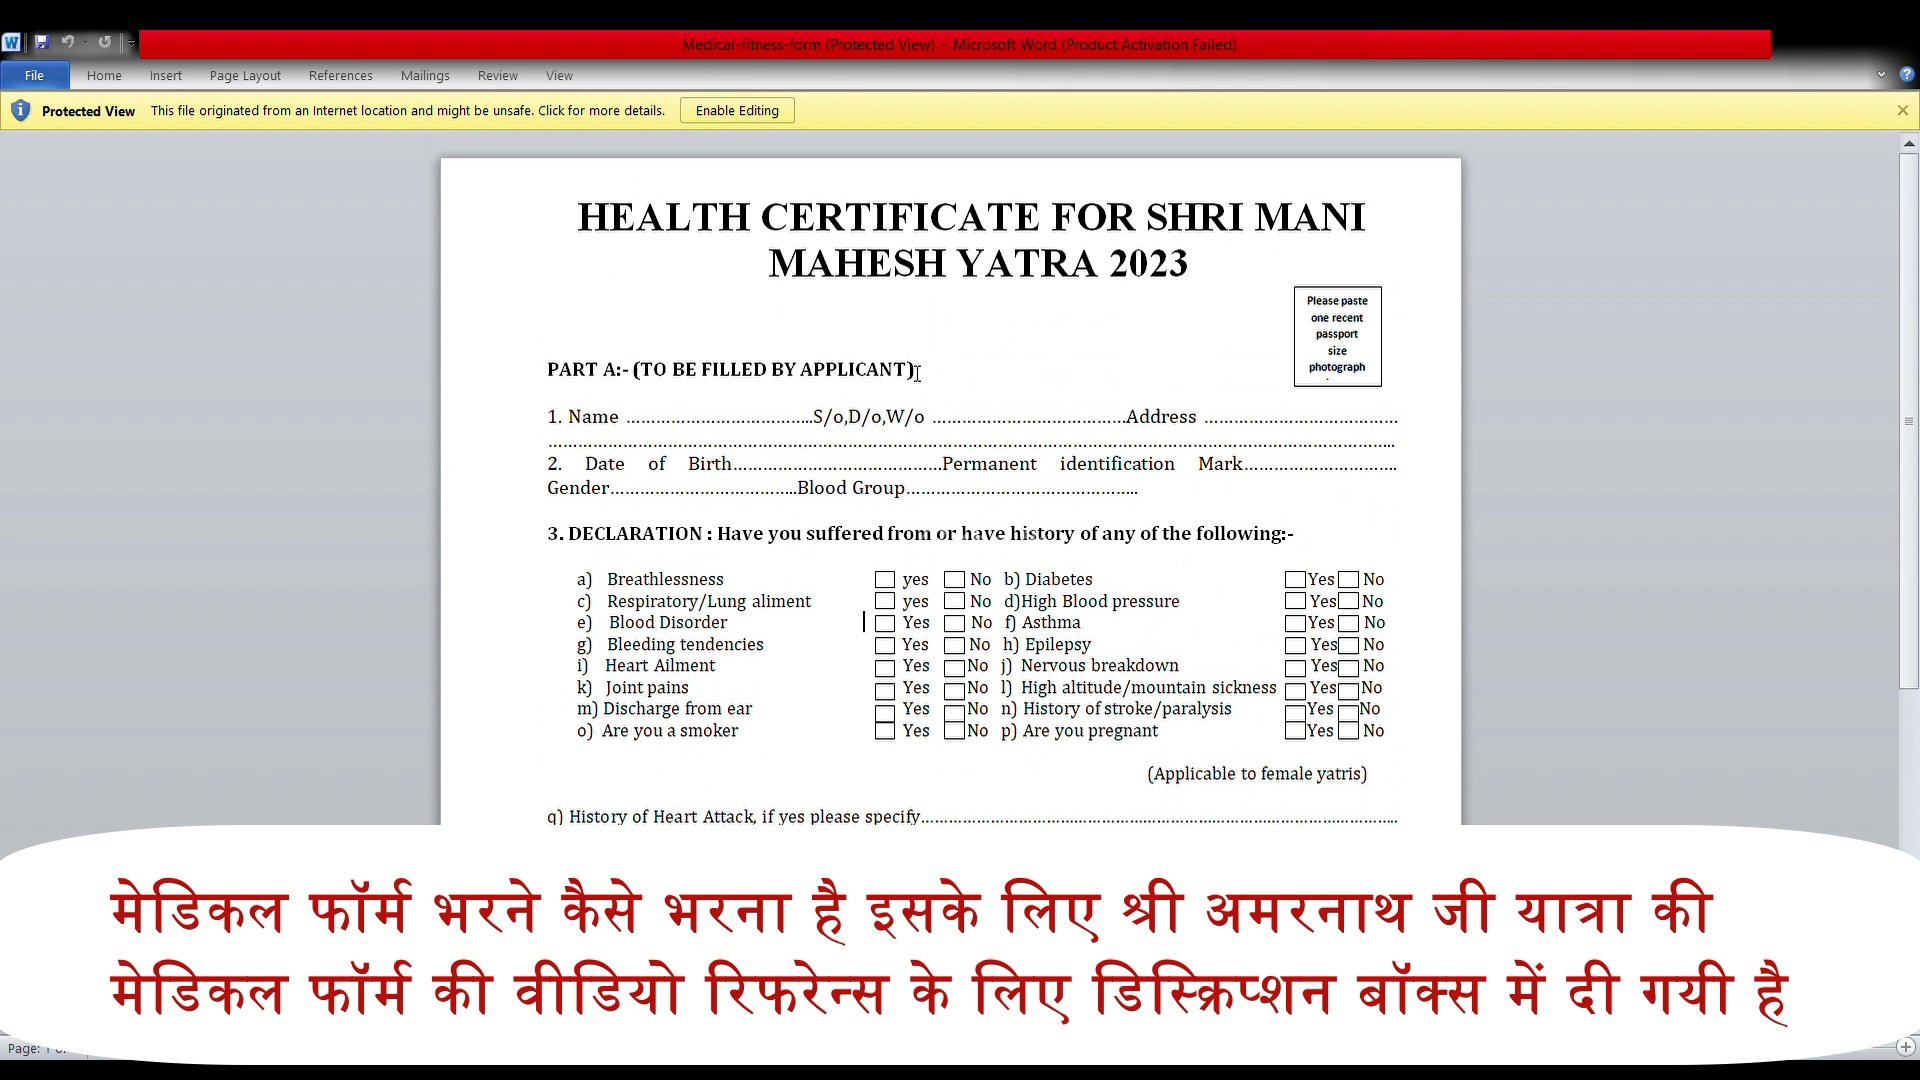 Medical-fitness-form (Protected View) - Microsoft Word (Product Activation Failed)
File Home Insert Page Layout References Mailings Review View
Protected View This file originated from an Internet location and might be unsafe. Click for more details. Enable Editing
HEALTH CERTIFICATE FOR SHRI MANI
MAHESH YATRA 2023
Please paste
one recent
passport
size
photograph
.
PART A:- (TO BE FILLED BY APPLICANT)
1. Name ………………………………..S/o,D/o,W/o …………………………………Address …………………………………
………………………………………………………………………………………………………………………………………………………..
2. Date of Birth……………………………………Permanent identification Mark………………………….
Gender………………………………..Blood Group………………………………………..
3. DECLARATION : Have you suffered from or have history of any of the following:-
a) Breathlessness yes No b) Diabetes Yes No
c) Respiratory/Lung aliment yes No d)High Blood pressure Yes No
e) Blood Disorder Yes No f) Asthma Yes No
g) Bleeding tendencies Yes No h) Epilepsy Yes No
i) Heart Ailment Yes No j) Nervous breakdown Yes No
k) Joint pains Yes No l) High altitude/mountain sickness Yes No
m) Discharge from ear Yes No n) History of stroke/paralysis Yes No
o) Are you a smoker Yes No p) Are you pregnant Yes No
(Applicable to female yatris)
q) History of Heart Attack, if yes please specify…………………………………………………………………………………..
मेडिकल फॉर्म भरने कैसे भरना है इसके लिए श्री अमरनाथ जी यात्रा की
मेडिकल फॉर्म की वीडियो रिफरेन्स के लिए डिस्क्रिप्शन बॉक्स में दी गयी है
Page: 1